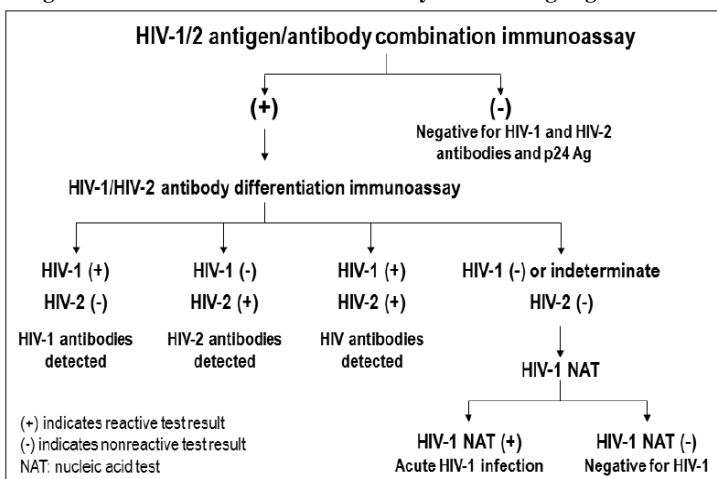 HIV-1/2 antigen/antibody combination immunoassay
(+)
(-)
Negative for HIV-1 and HIV-2
antibodies and p24 Ag
HIV-1/HIV-2 antibody differentiation immunoassay
HIV-1 (+)
HIV-2 (-)
HIV-1 antibodies
detected
HIV-1 (-)
HIV-2 (+)
HIV-2 antibodies
detected
HIV-1 (+)
HIV-2 (+)
HIV antibodies
detected
HIV-1 (-) or indeterminate
HIV-2 (-)
HIV-1 NAT
HIV-1 NAT (+)
Acute HIV-1 infection
HIV-1 NAT (-)
Negative for HIV-1
(+) indicates reactive test result
(-) indicates nonreactive test result
NAT: nucleic acid test